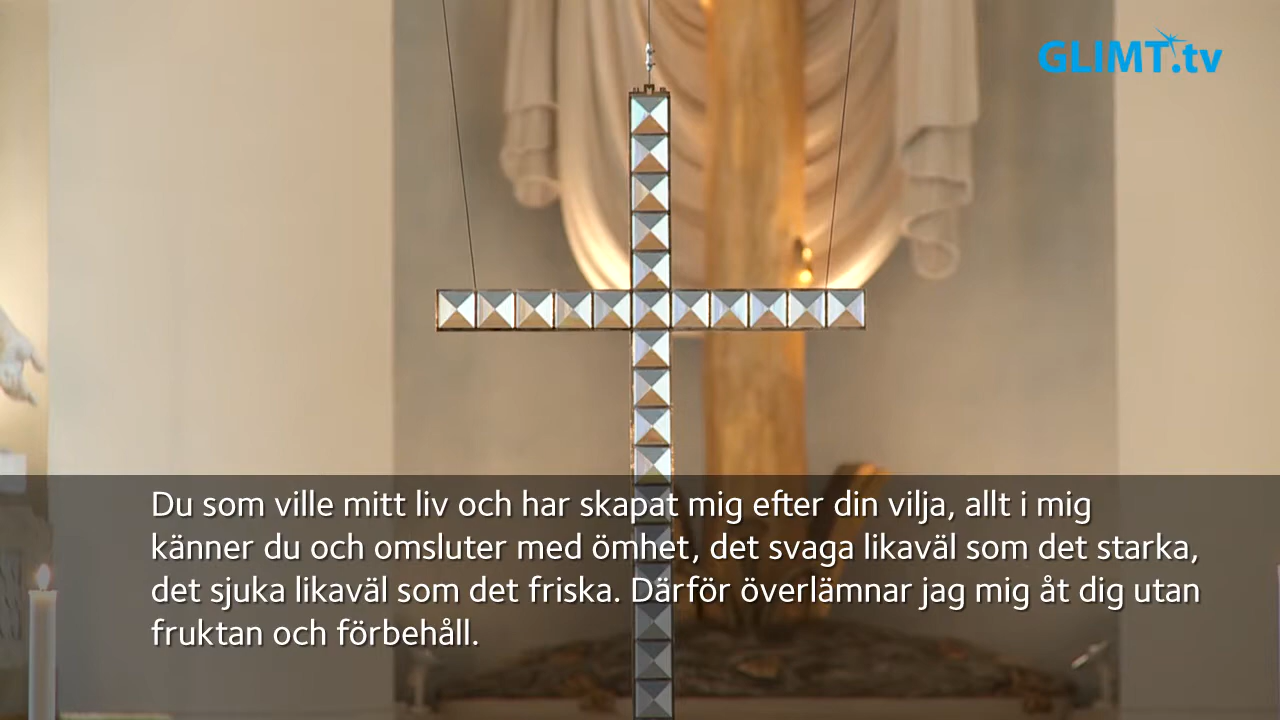 GLIMT.tv
Du som ville mitt liv och har skapat mig efter din vilja, allt i mig
känner du och omsluter med ömhet, det svaga likaväl som det starka,
det sjuka likaväl som det friska. Därför överlämnar jag mig åt dig utan
fruktan och förbehåll.